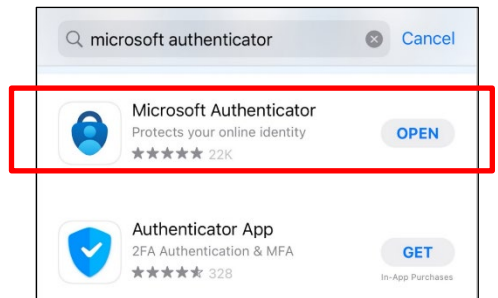 microsoft authenticator Cancel
Microsoft Authenticator
Protects your online identity
OPEN
22K
Authenticator App
2FA Authentication & MFA
GET
328
In-App Purchases